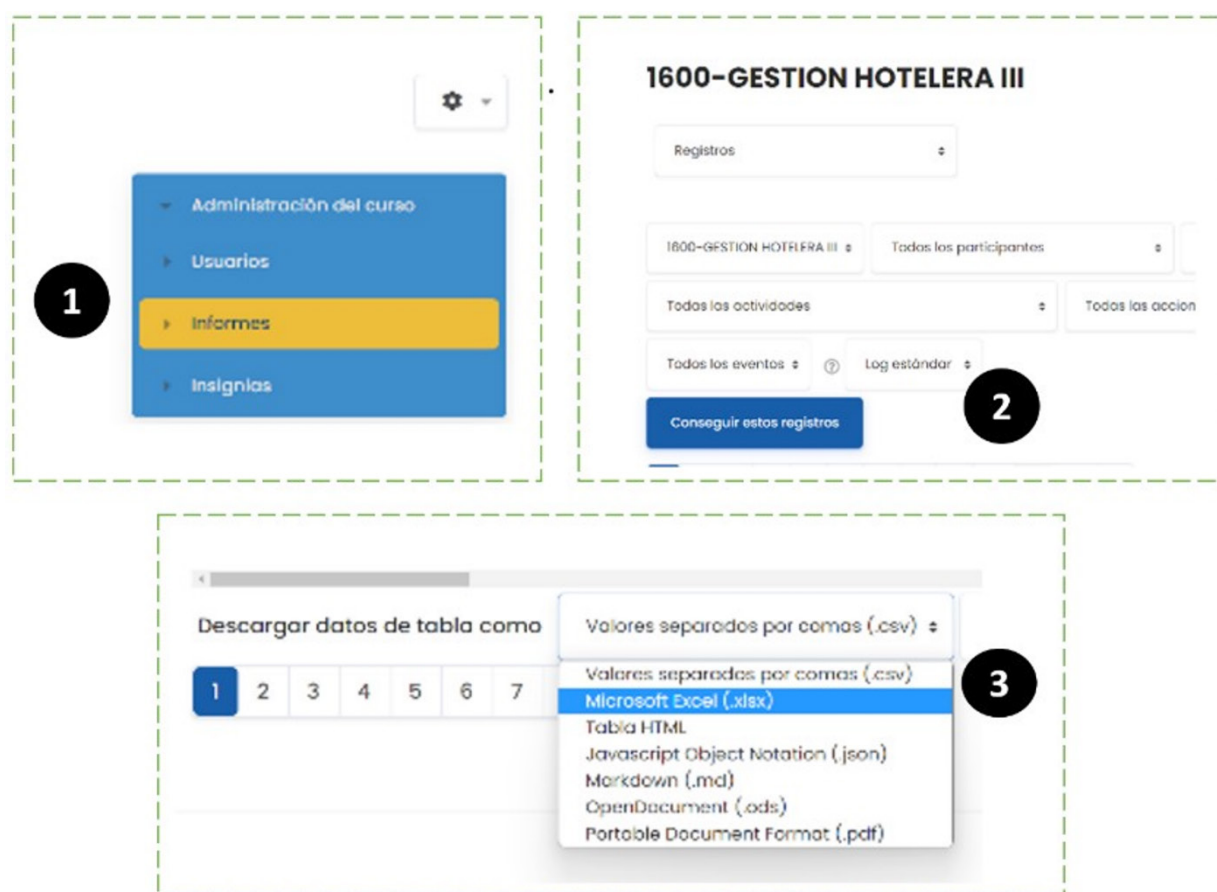 Administración del curso
Usuarios
1
Informes
Insignias
.
1600-GESTION HOTELERA III
Registros
1600-GESTION HOTELERA III
Todos los participantes
Todas las actividades
Todas las accion
Todos los eventos
?
Log estándar
2
Conseguir estos registros
Descargar datos de tabla como
Valores separados por comas (.csv)
1 2 3 4 5 6 7
Valores separados por comas (.csv)
3
Microsoft Excel (.xlsx)
Tabla HTML
Javascript Object Notation (.json)
Markdown (.md)
OpenDocument (.ods)
Portable Document Format (.pdf)